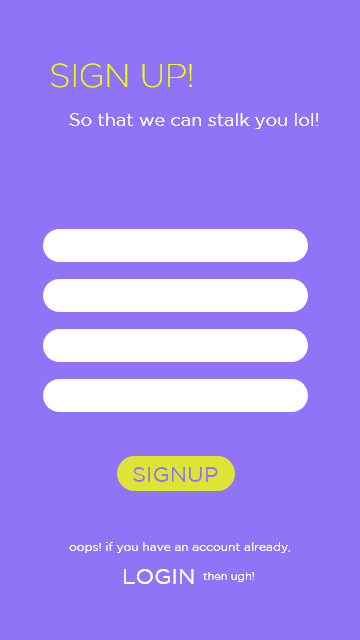 SIGN UP!
So that we can stalk you lol!
SIGNUP
oops! if you have an account already,
LOGIN then ugh!